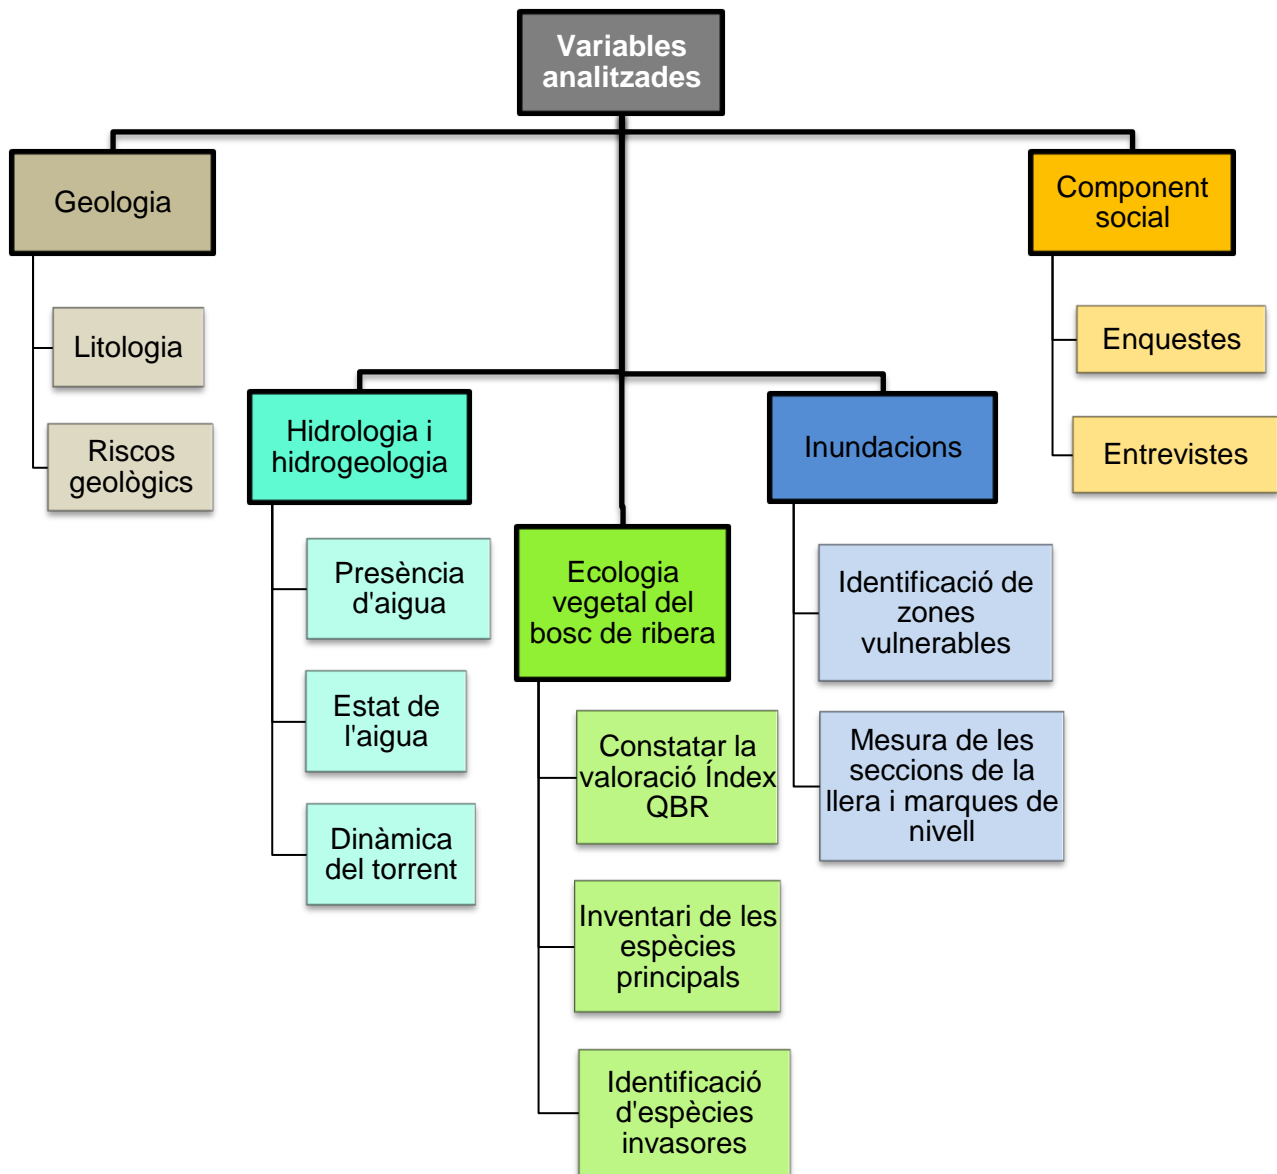 Variables
analitzades
Geologia
Litologia
Riscos
geològics
Hidrologia i
hidrogeologia
Presència
d'aigua
Estat de
l'aigua
Dinàmica
del torrent
Ecologia
vegetal del
bosc de ribera
Constatar la
valoració Índex
QBR
Inventari de les
espècies
principals
Identificació
d'espècies
invasores
Inundacions
Identificació de
zones
vulnerables
Mesura de les
seccions de la
llera i marques de
nivell
Component
social
Enquestes
Entrevistes